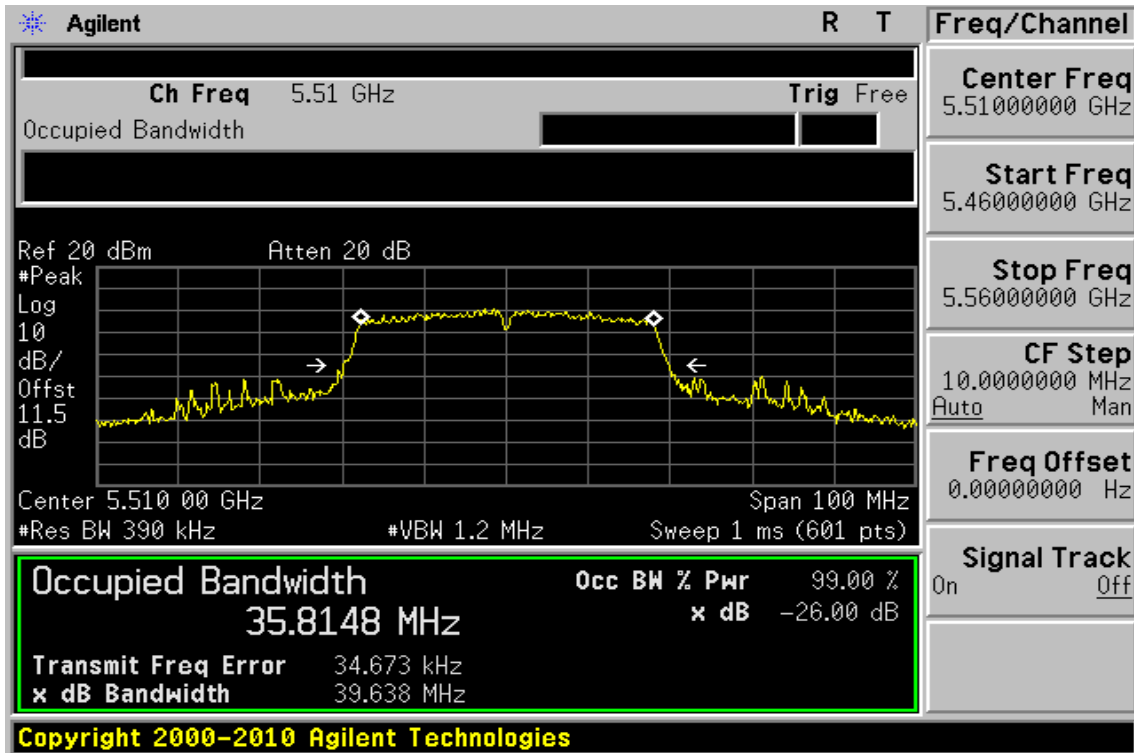 Agilent R T
Ch Freq 5.51 GHz Trig Free
Occupied Bandwidth
Ref 20 dBm Atten 20 dB
#Peak
Log
10
dB/
Offst
11.5
dB
Center 5.510 00 GHz Span 100 MHz
#Res BW 390 kHz #VBW 1.2 MHz Sweep 1 ms (601 pts)
Occupied Bandwidth
35.8148 MHz
Occ BW % Pwr 99.00 %
x dB -26.00 dB
Transmit Freq Error 34.673 kHz
x dB Bandwidth 39.638 MHz
Copyright 2000-2010 Agilent Technologies
Freq/Channel
Center Freq
5.51000000 GHz
Start Freq
5.46000000 GHz
Stop Freq
5.56000000 GHz
CF Step
10.0000000 MHz
Auto Man
Freq Offset
0.00000000 Hz
Signal Track
On Off